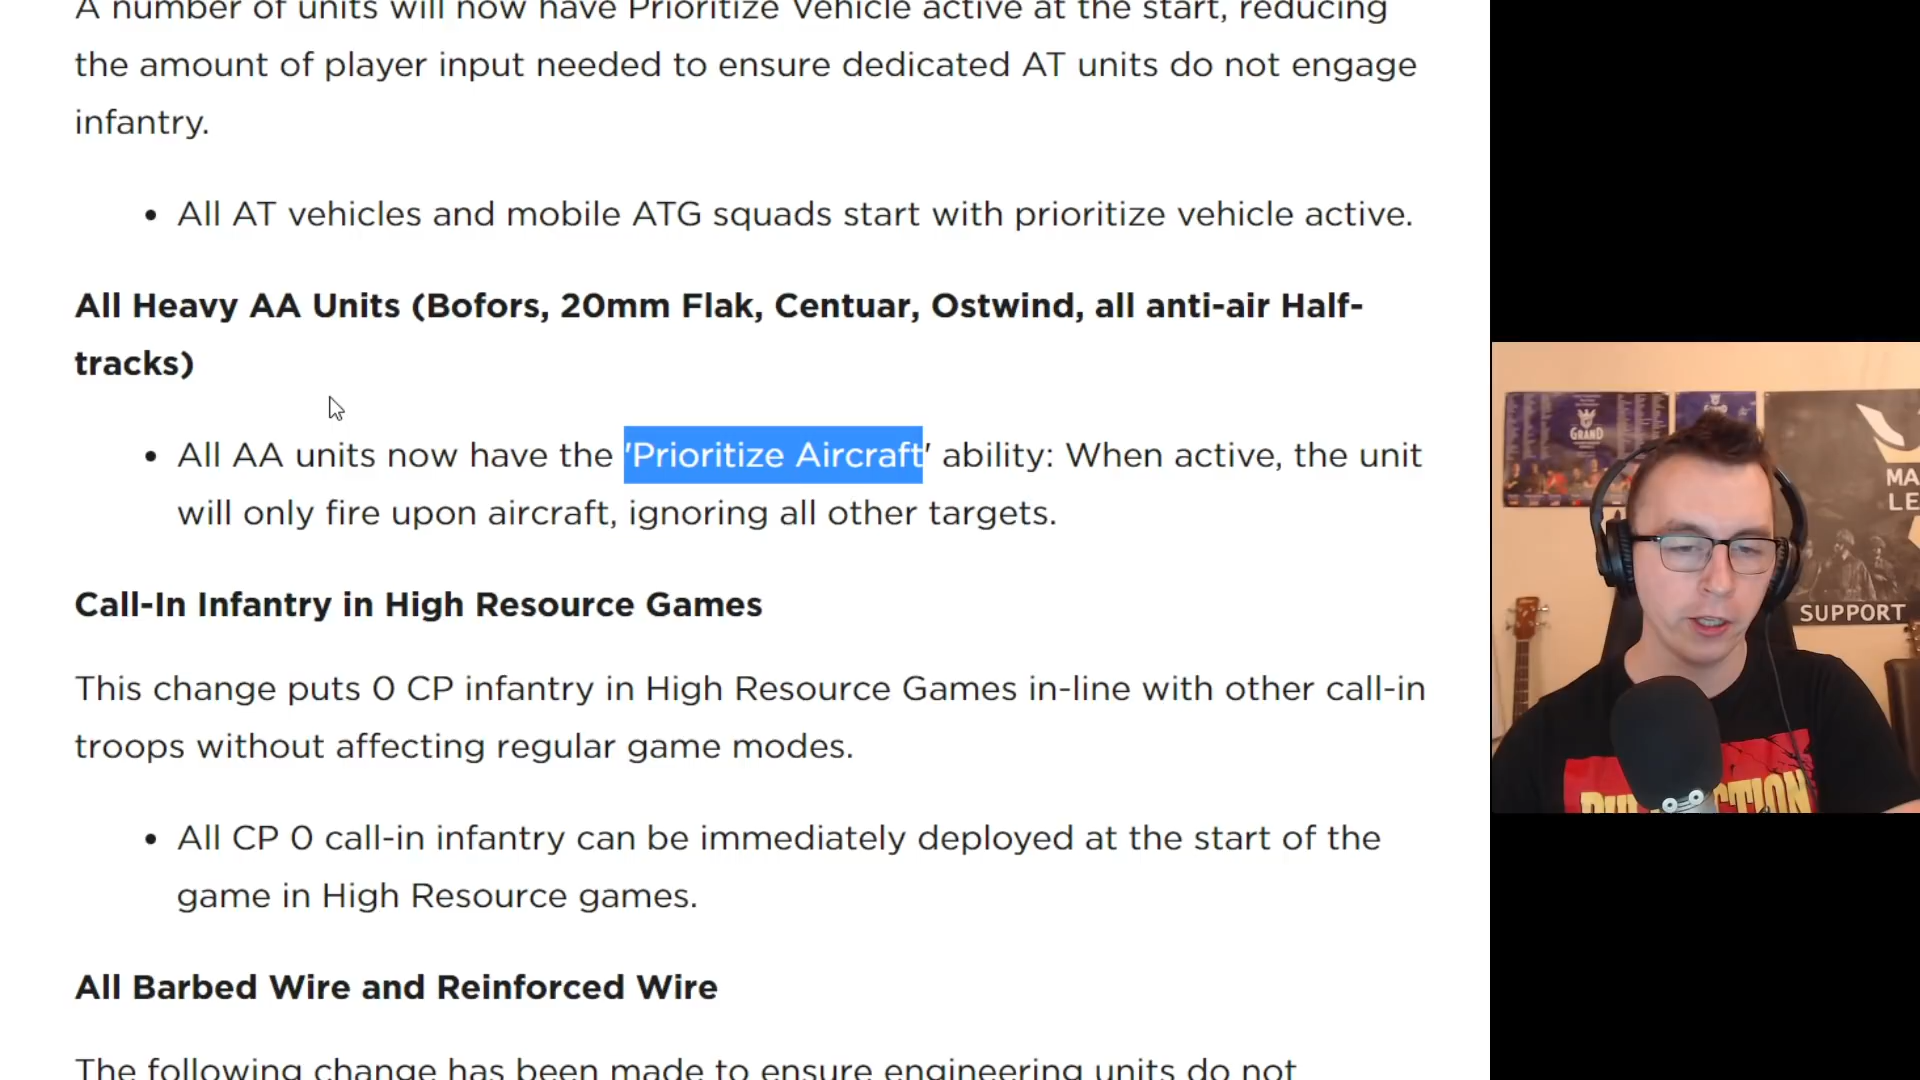 A number of units will now have Prioritize Vehicle active at the start, reducing
the amount of player input needed to ensure dedicated AT units do not engage
infantry.
• All AT vehicles and mobile ATG squads start with prioritize vehicle active.
All Heavy AA Units (Bofors, 20mm Flak, Centuar, Ostwind, all anti-air Half-
tracks)
• All AA units now have the 'Prioritize Aircraft' ability: When active, the unit
will only fire upon aircraft, ignoring all other targets.
Call-In Infantry in High Resource Games
This change puts 0 CP infantry in High Resource Games in-line with other call-in
troops without affecting regular game modes.
• All CP 0 call-in infantry can be immediately deployed at the start of the
game in High Resource games.
All Barbed Wire and Reinforced Wire
The following change has been made to ensure engineering units do not
GRAND
MA
LE
SUPPORT